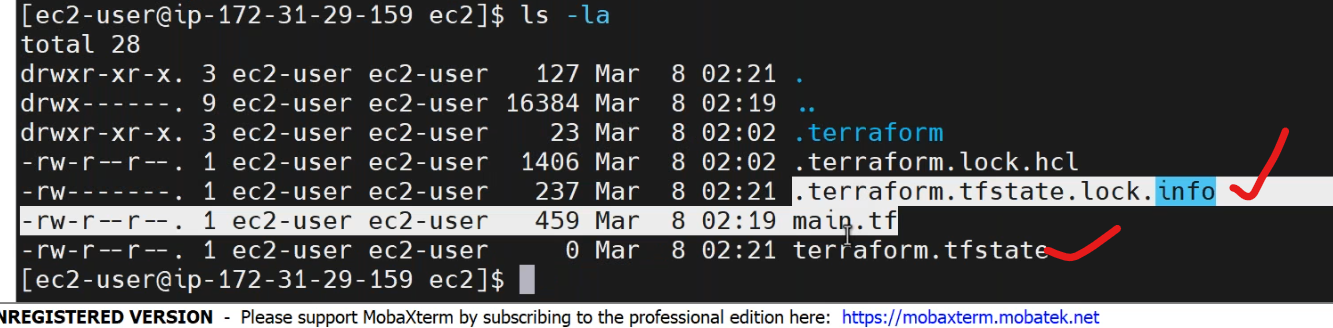 [ec2-user@ip-172-31-29-159 ec2]$ ls -la
total 28
drwxr-xr-x. 3 ec2-user ec2-user   127 Mar  8 02:21 .
drwx------. 9 ec2-user ec2-user 16384 Mar  8 02:19 ..
drwxr-xr-x. 3 ec2-user ec2-user    23 Mar  8 02:02 .terraform
-rw-r--r--. 1 ec2-user ec2-user  1406 Mar  8 02:02 .terraform.lock.hcl
-rw-------. 1 ec2-user ec2-user   237 Mar  8 02:21 .terraform.tfstate.lock.info
-rw-r--r--. 1 ec2-user ec2-user   459 Mar  8 02:19 main.tf
-rw-r--r--. 1 ec2-user ec2-user     0 Mar  8 02:21 terraform.tfstate
[ec2-user@ip-172-31-29-159 ec2]$
NREGISTERED VERSION - Please support MobaXterm by subscribing to the professional edition here: https://mobaxterm.mobatek.net